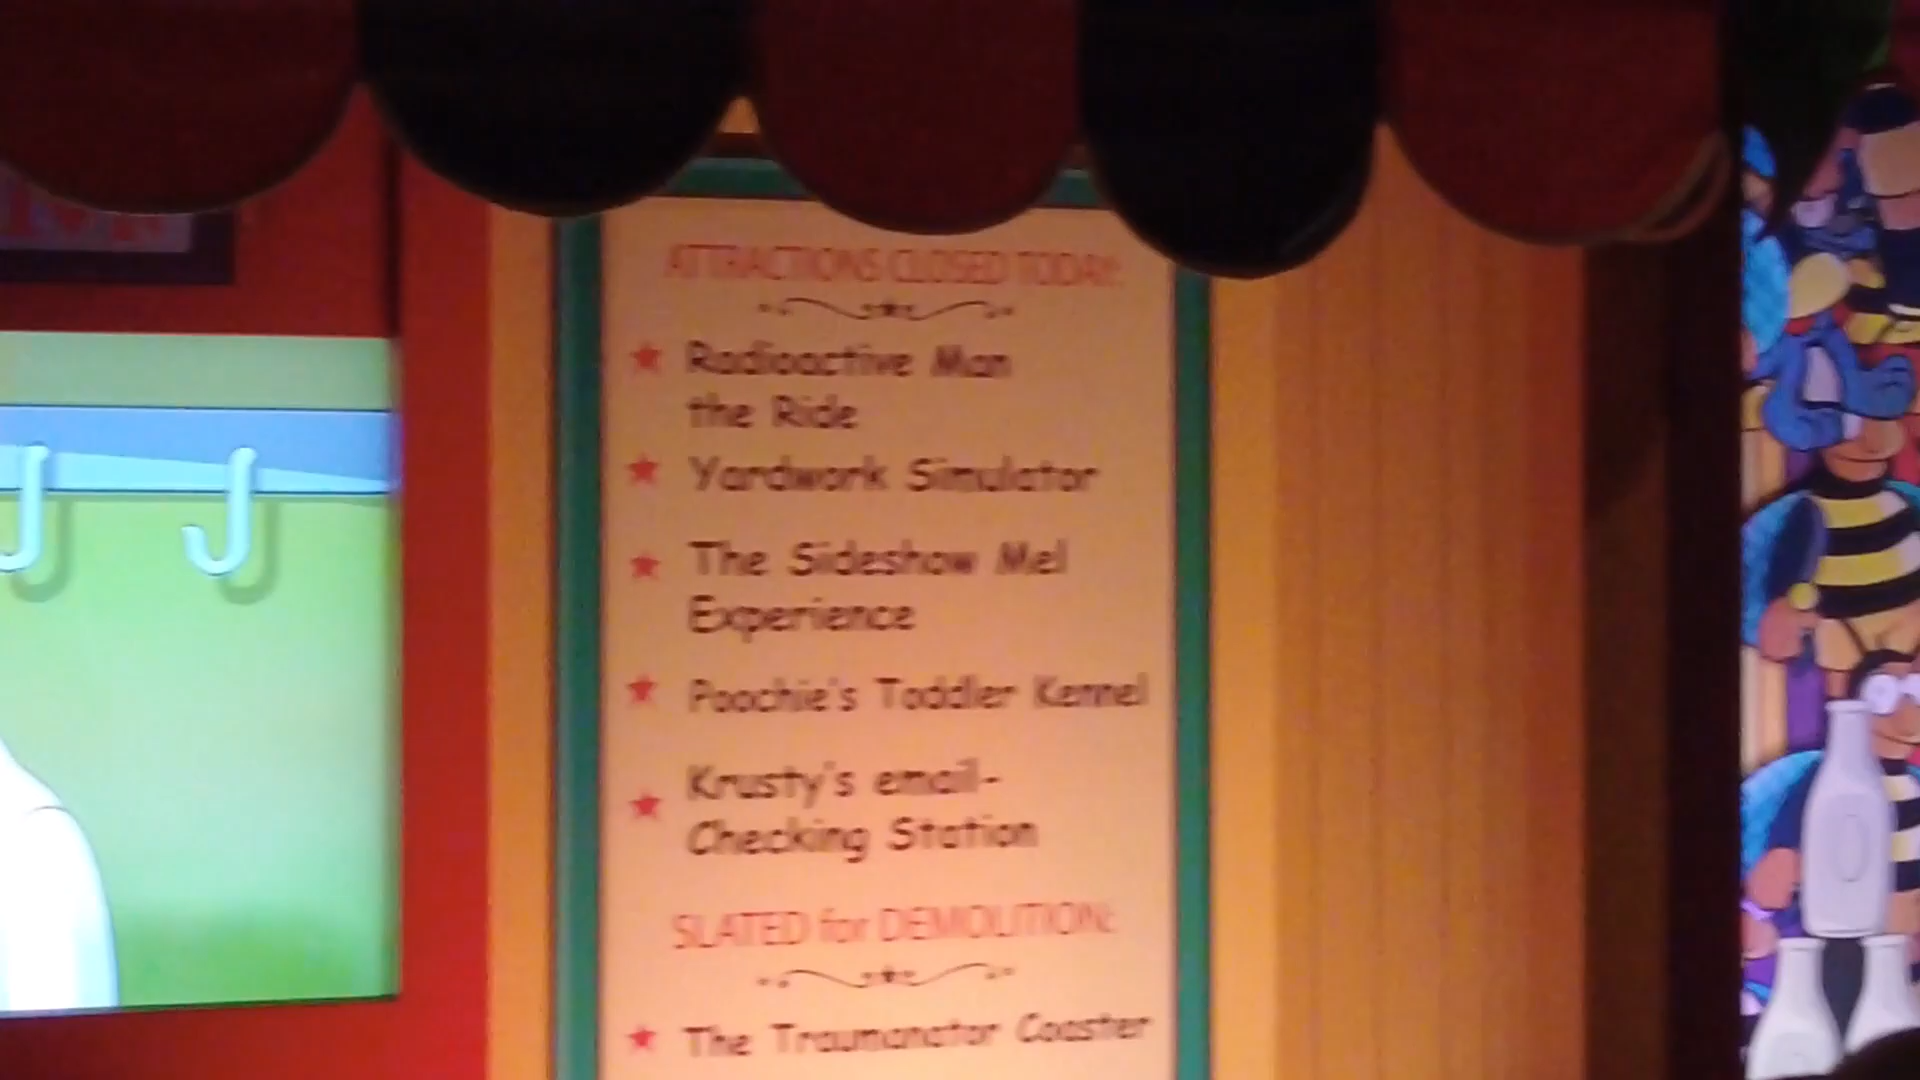 ATTRACTIONS CLOSED TODAY:
Radioactive Man
the Ride
Yardwork Simulator
The Sideshow Mel
Experience
Poochie's Toddler Kennel
Krusty's email-
Checking Station
SLATED for DEMOLITION:
The Traumanator Coaster